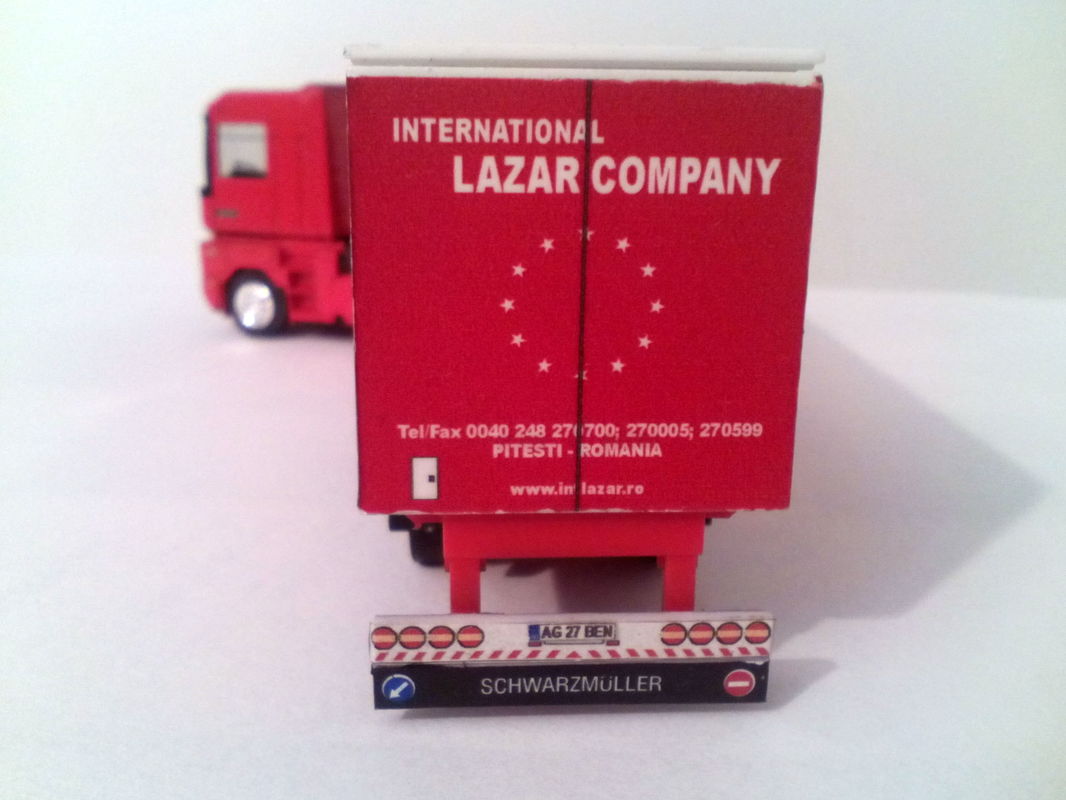 INTERNATIONAL
LAZAR COMPANY
Tel/Fax 0040 248 270700; 270005; 270599
PITESTI - ROMANIA
www.intlazar.ro
AG 27 BEN
SCHWARZMÜLLER